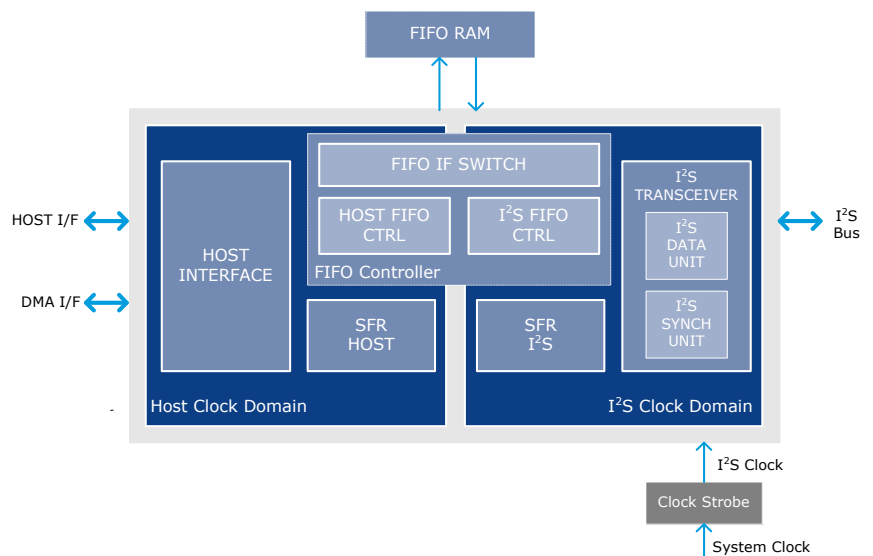 FIFO RAM
FIFO IF SWITCH
HOST FIFO
CTRL
I²S FIFO
CTRL
FIFO Controller
HOST
INTERFACE
SFR
HOST
SFR
I²S
I²S
TRANSCEIVER
I²S
DATA
UNIT
I²S
SYNCH
UNIT
HOST I/F
DMA I/F
I²S
Bus
-
Host Clock Domain
I²S Clock Domain
I²S Clock
Clock Strobe
System Clock